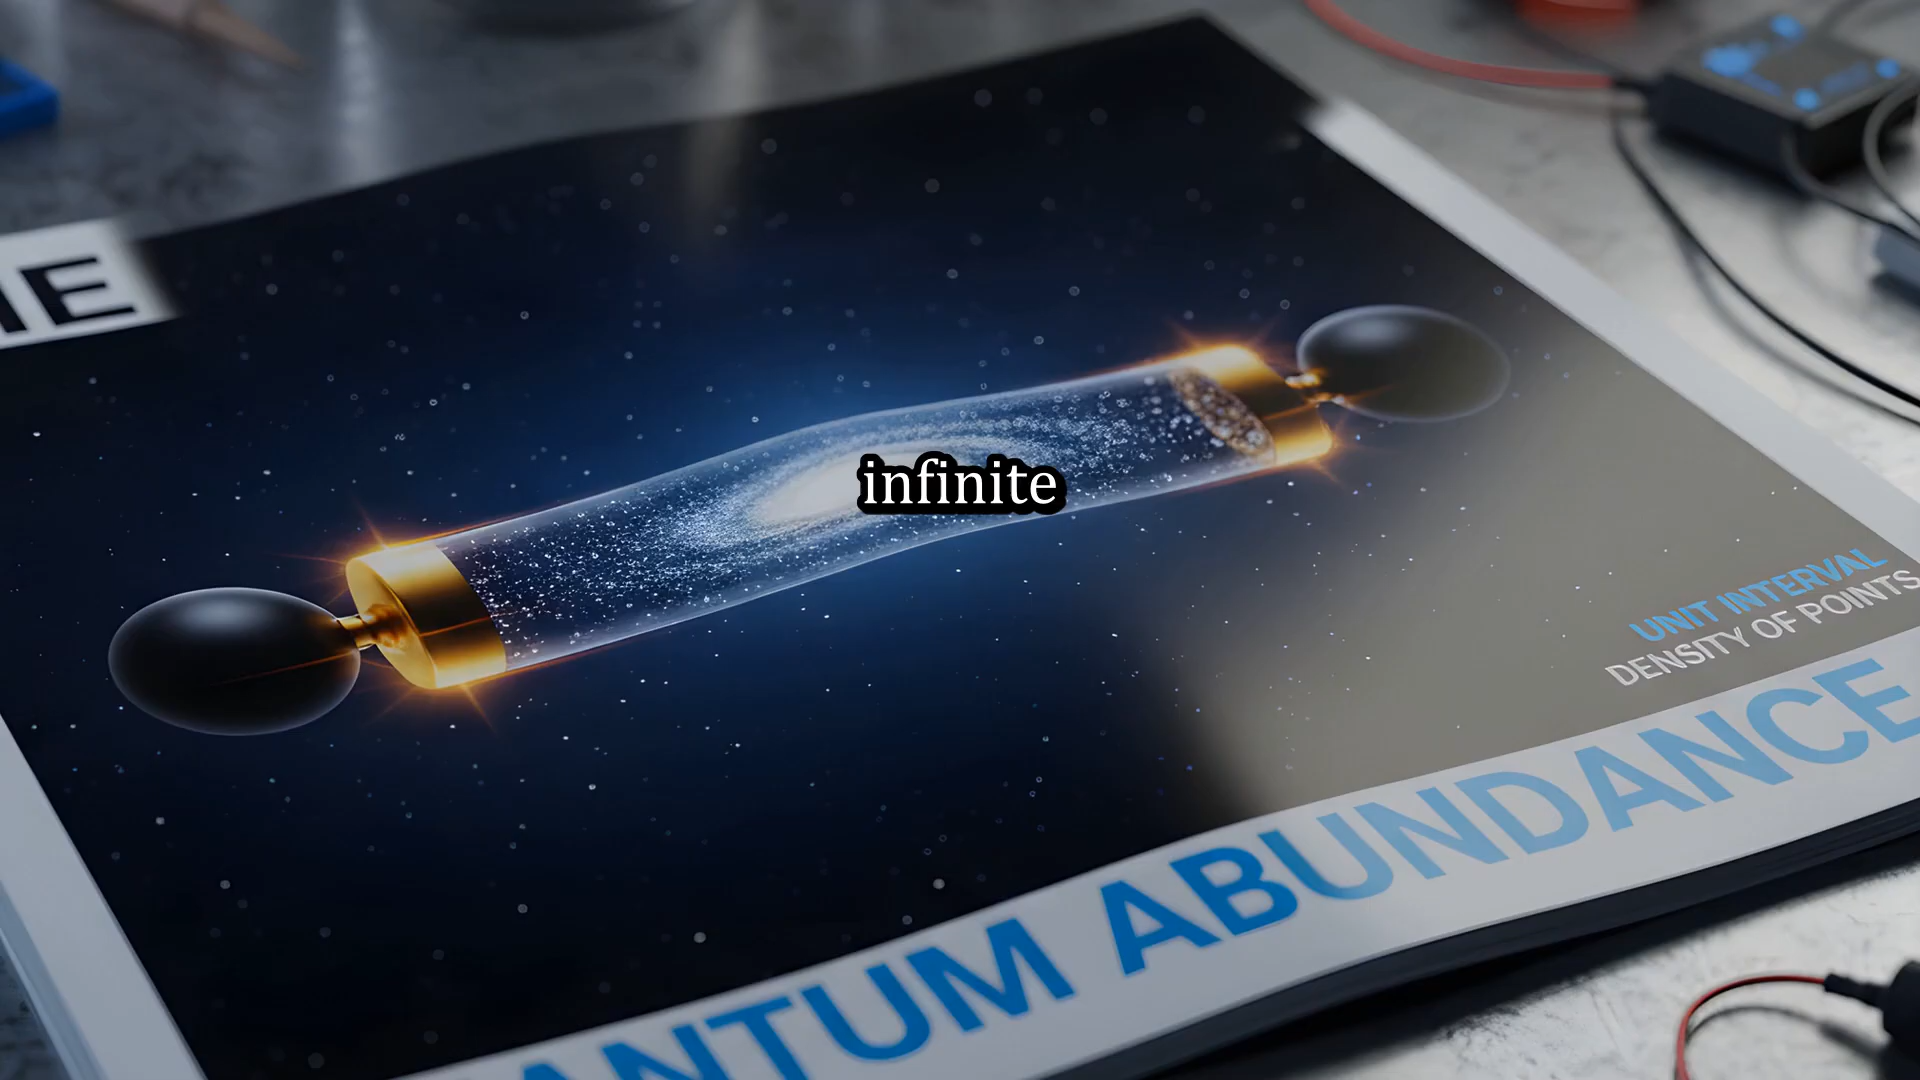 IE
infinite
UNIT INTERVAL
DENSITY OF POINTS
ANTUM ABUNDANCE